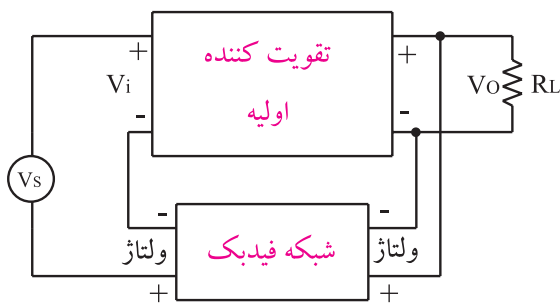 + تقویت کننده +
Vi اولیه VO RL
- -
VS
- -
ولتاژ شبکه فیدبک ولتاژ
+ +